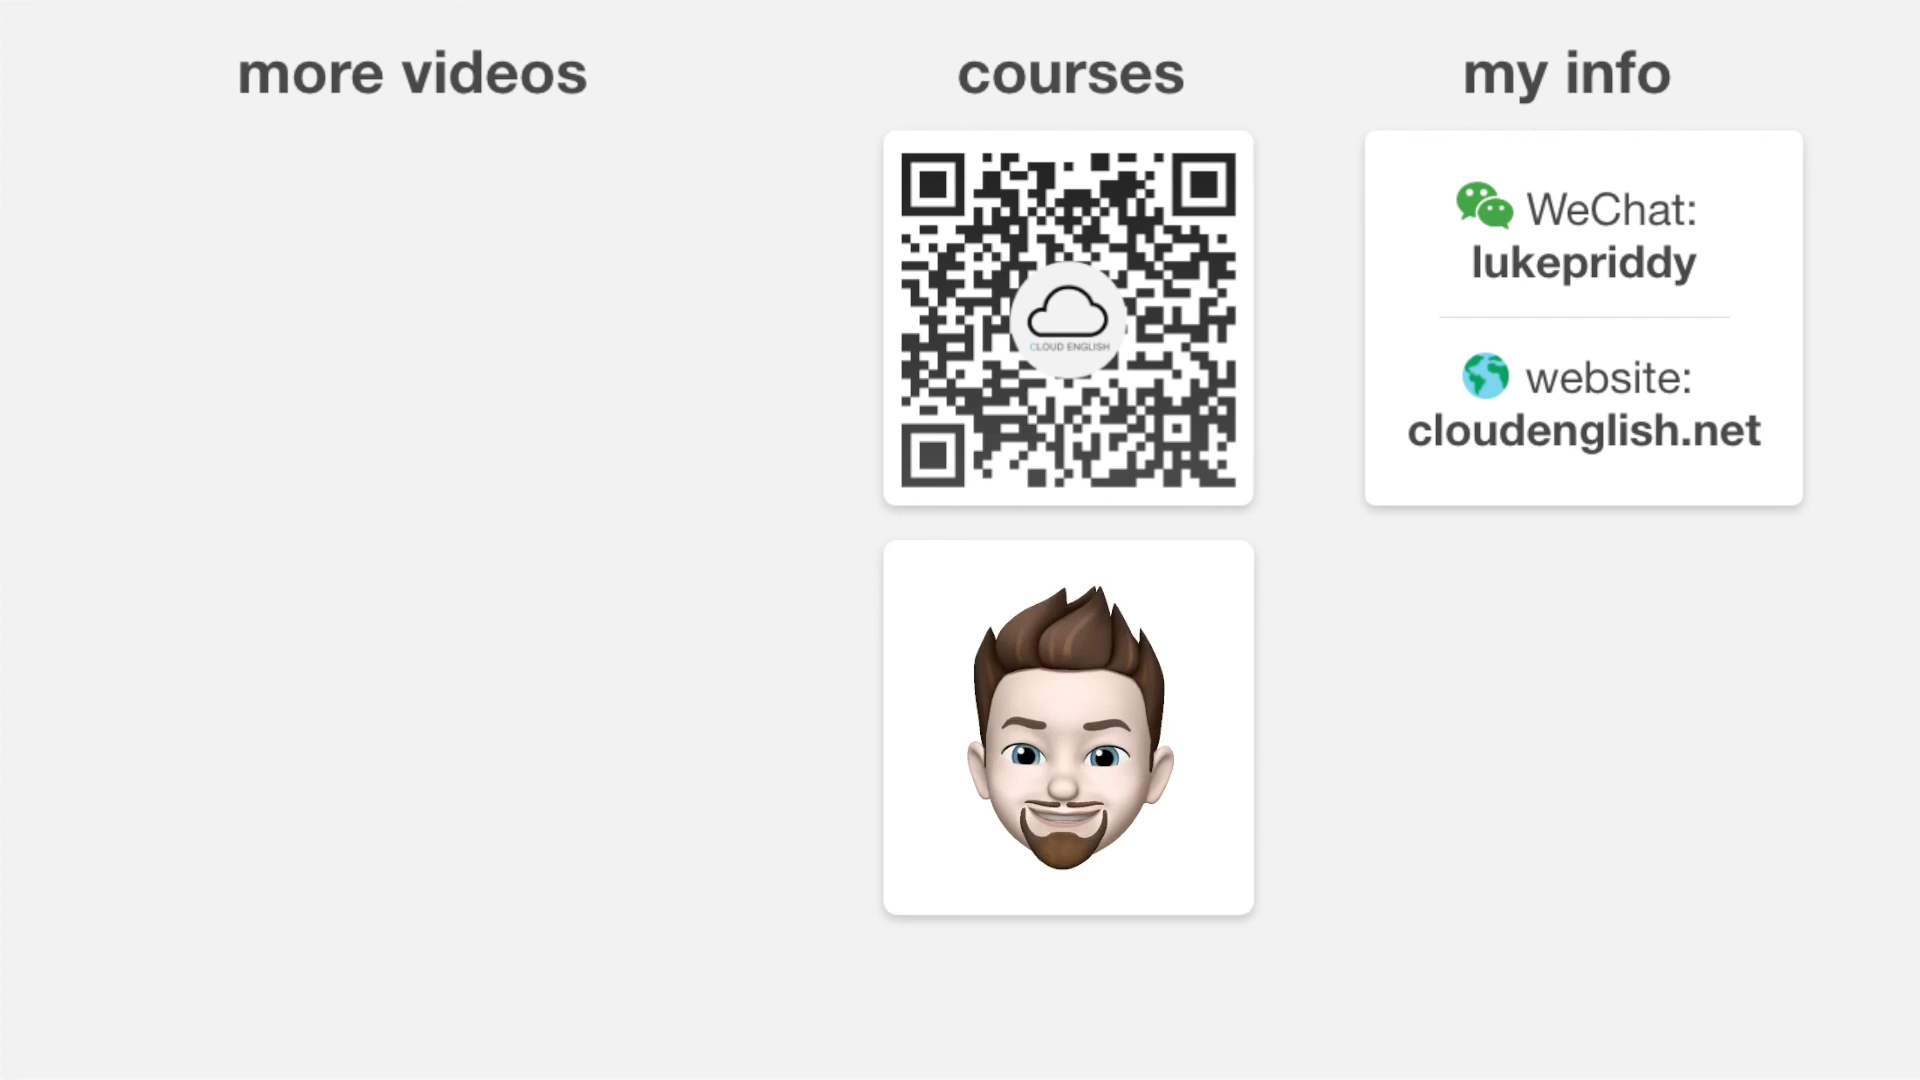 more videos
courses
CLOUD ENGLISH
my info
WeChat:
lukepriddy
website:
cloudenglish.net